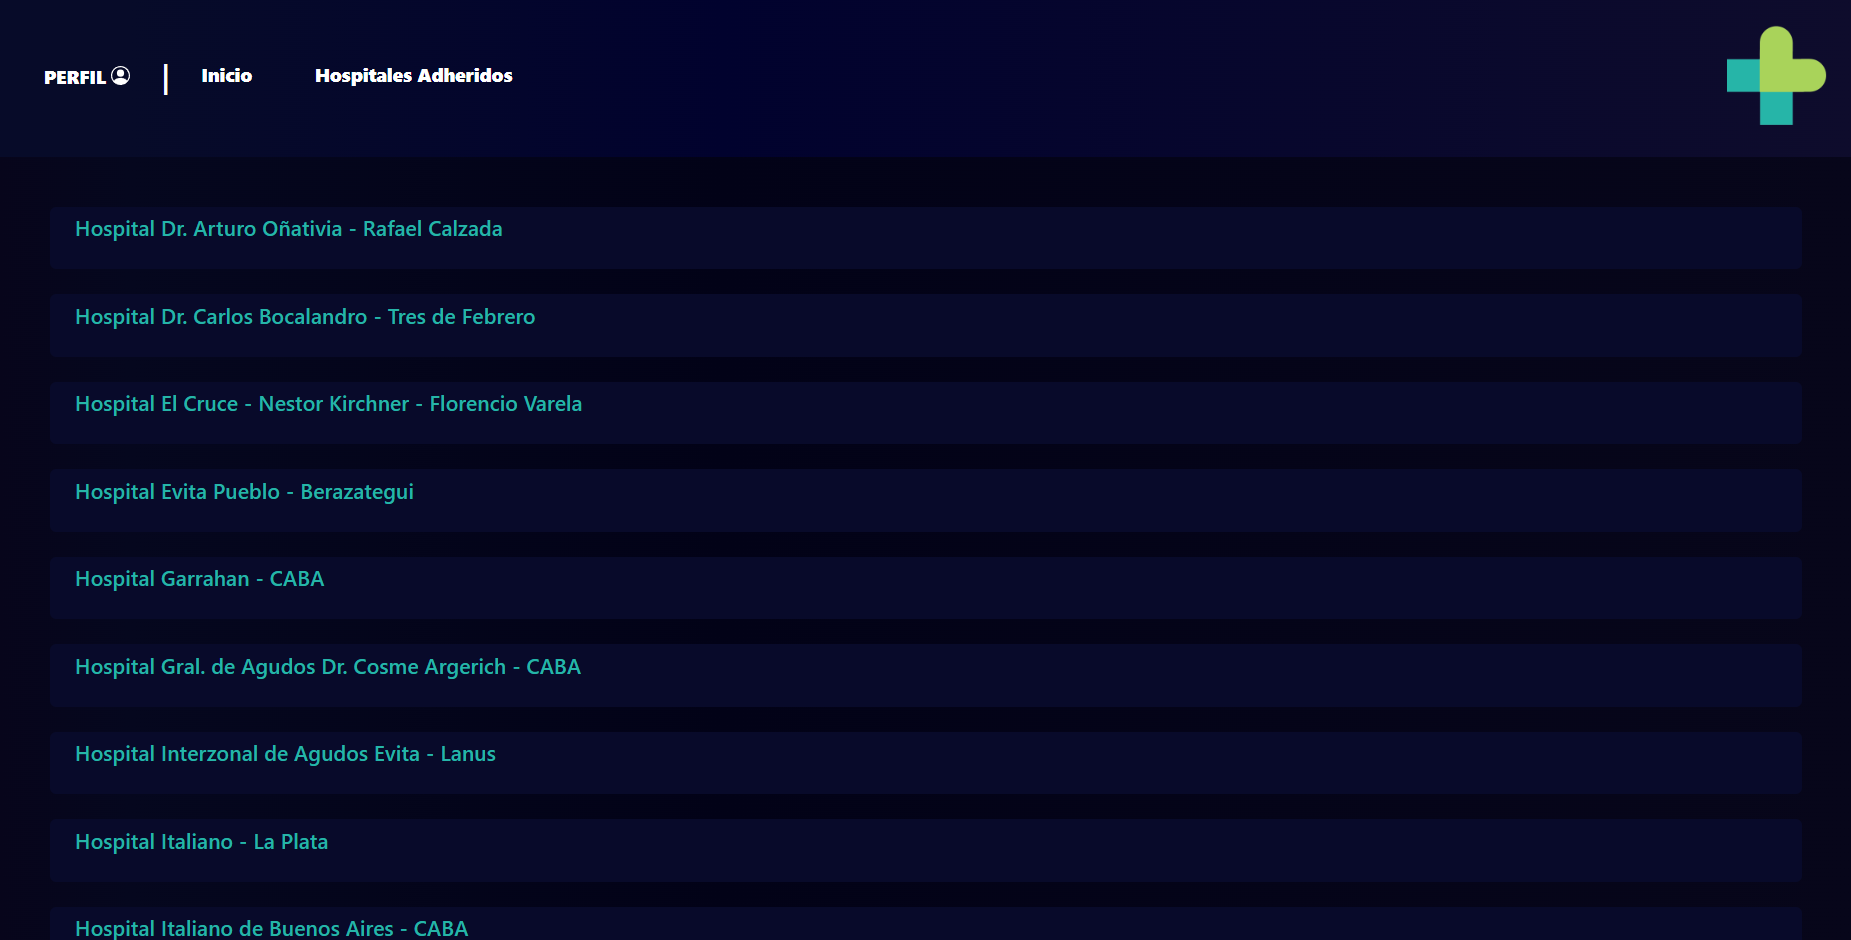 PERFIL
Inicio
Hospitales Adheridos
Hospital Dr. Arturo Oñativia - Rafael Calzada
Hospital Dr. Carlos Bocalandro - Tres de Febrero
Hospital El Cruce - Nestor Kirchner - Florencio Varela
Hospital Evita Pueblo - Berazategui
Hospital Garrahan - CABA
Hospital Gral. de Agudos Dr. Cosme Argerich - CABA
Hospital Interzonal de Agudos Evita - Lanus
Hospital Italiano - La Plata
Hospital Italiano de Buenos Aires - CABA